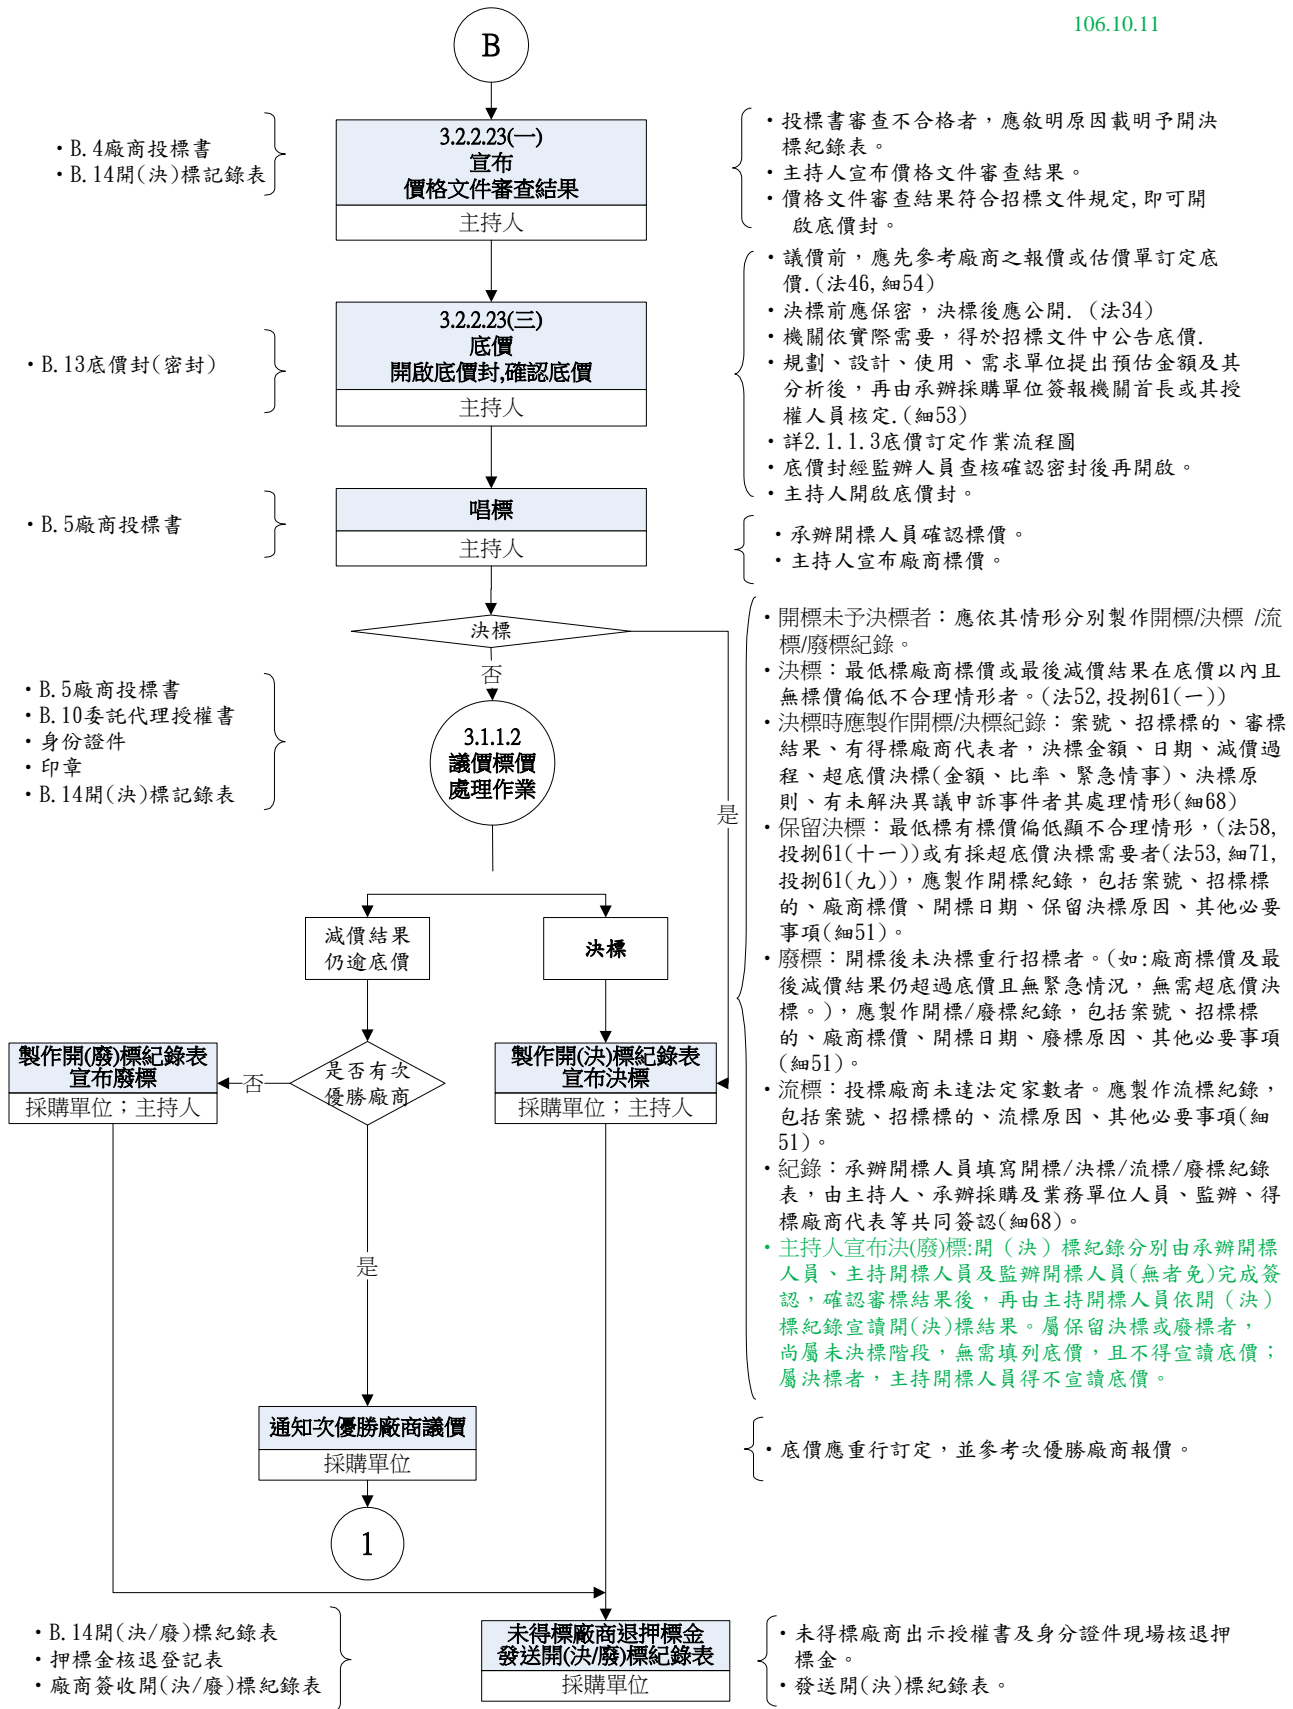 106.10.11
B
・B.4廠商投標書
・B.14開(決)標記錄表
3.2.2.23(一)
宣布
價格文件審查結果
主持人
・投標書審查不合格者，應敘明原因載明予開決
標紀錄表。
・主持人宣布價格文件審查結果。
・價格文件審查結果符合招標文件規定,即可開
啟底價封。
・B.13底價封(密封)
3.2.2.23(三)
底價
開啟底價封,確認底價
主持人
・議價前，應先參考廠商之報價或估價單訂定底
價.(法46,細54)
・決標前應保密，決標後應公開. (法34)
・機關依實際需要，得於招標文件中公告底價.
・規劃、設計、使用、需求單位提出預估金額及其
分析後，再由承辦採購單位簽報機關首長或其授
權人員核定.(細53)
・詳2.1.1.3底價訂定作業流程圖
・底價封經監辦人員查核確認密封後再開啟。
・主持人開啟底價封。
・B.5廠商投標書
唱標
主持人
・承辦開標人員確認標價。
・主持人宣布廠商標價。
決標
否
是
・B.5廠商投標書
・B.10委託代理授權書
・身份證件
・印章
・B.14開(決)標記錄表
3.1.1.2
議價標價
處理作業
減價結果
仍逾底價
決標
製作開(廢)標紀錄表
宣布廢標
採購單位；主持人
否
是否有次
優勝廠商
製作開(決)標紀錄表
宣布決標
採購單位；主持人
是
・開標未予決標者：應依其情形分別製作開標/決標 /流
標/廢標紀錄。
・決標：最低標廠商標價或最後減價結果在底價以內且
無標價偏低不合理情形者。(法52,投捌61(一))
・決標時應製作開標/決標紀錄：案號、招標標的、審標
結果、有得標廠商代表者，決標金額、日期、減價過
程、超底價決標(金額、比率、緊急情事)、決標原
則、有未解決異議申訴事件者其處理情形(細68)
・保留決標：最低標有標價偏低顯不合理情形，(法58,
投捌61(十一))或有採超底價決標需要者(法53,細71,
投捌61(九))，應製作開標紀錄，包括案號、招標標
的、廠商標價、開標日期、保留決標原因、其他必要
事項(細51)。
・廢標：開標後未決標重行招標者。(如:廠商標價及最
後減價結果仍超過底價且無緊急情況，無需超底價決
標。)，應製作開標/廢標紀錄，包括案號、招標標
的、廠商標價、開標日期、廢標原因、其他必要事項
(細51)。
・流標：投標廠商未達法定家數者。應製作流標紀錄，
包括案號、招標標的、流標原因、其他必要事項(細
51)。
・紀錄：承辦開標人員填寫開標/決標/流標/廢標紀錄
表，由主持人、承辦採購及業務單位人員、監辦、得
標廠商代表等共同簽認(細68)。
・主持人宣布決(廢)標:開（決）標紀錄分別由承辦開標
人員、主持開標人員及監辦開標人員(無者免)完成簽
認，確認審標結果後，再由主持開標人員依開（決）
標紀錄宣讀開(決)標結果。屬保留決標或廢標者，
尚屬未決標階段，無需填列底價，且不得宣讀底價；
屬決標者，主持開標人員得不宣讀底價。
通知次優勝廠商議價
採購單位
・底價應重行訂定，並參考次優勝廠商報價。
1
・B.14開(決/廢)標紀錄表
・押標金核退登記表
・廠商簽收開(決/廢)標紀錄表
未得標廠商退押標金
發送開(決/廢)標紀錄表
採購單位
・未得標廠商出示授權書及身分證件現場核退押
標金。
・發送開(決)標紀錄表。